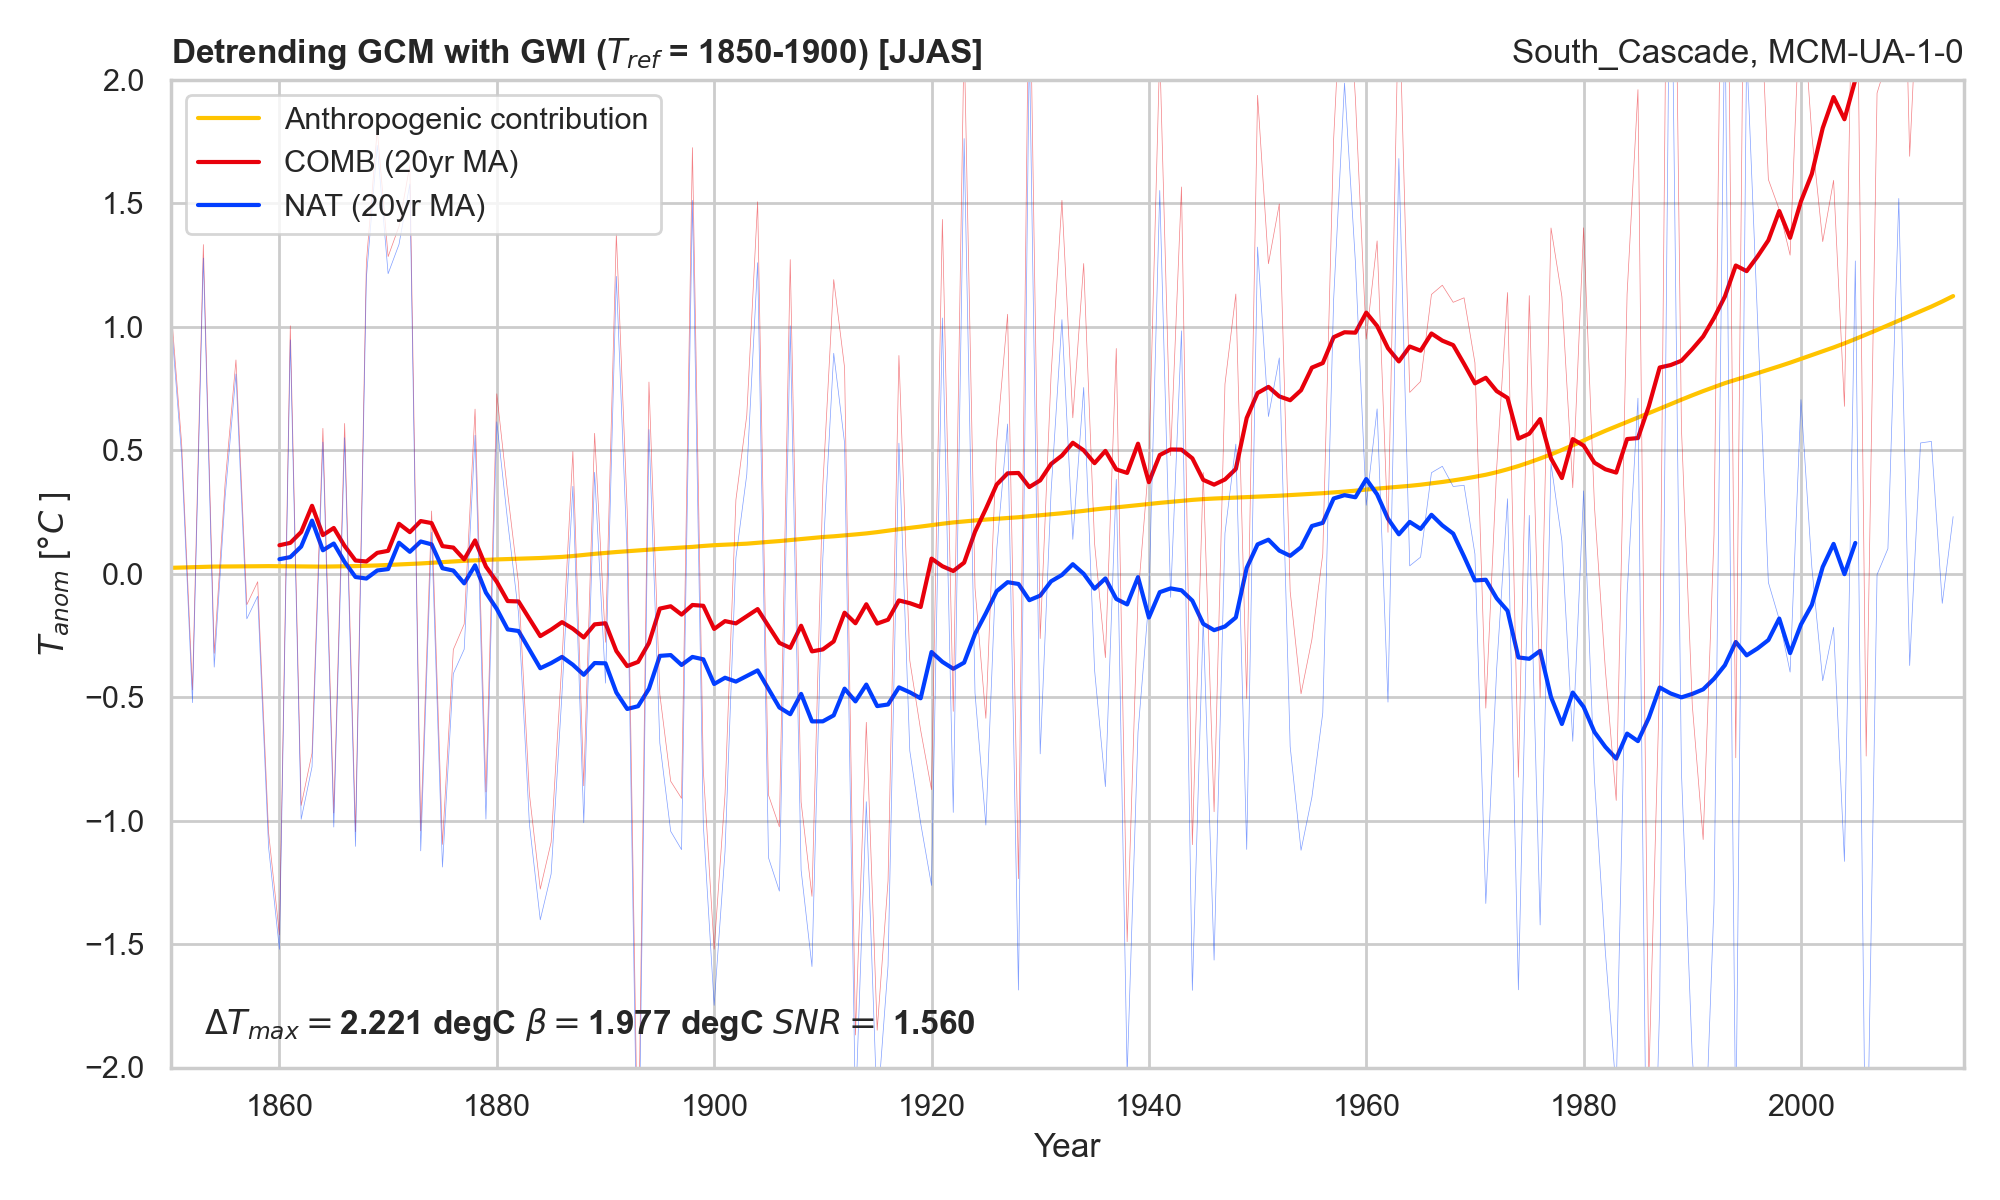 Detrending GCM with GWI (T_ref = 1850-1900) [JJAS]
South_Cascade, MCM-UA-1-0
Anthropogenic contribution
COMB (20yr MA)
NAT (20yr MA)
2.0
1.5
1.0
0.5
0.0
−0.5
−1.0
−1.5
−2.0
T_anom [°C ]
ΔT_max = 2.221 degC β = 1.977 degC SNR = 1.560
1860 1880 1900 1920 1940 1960 1980 2000
Year